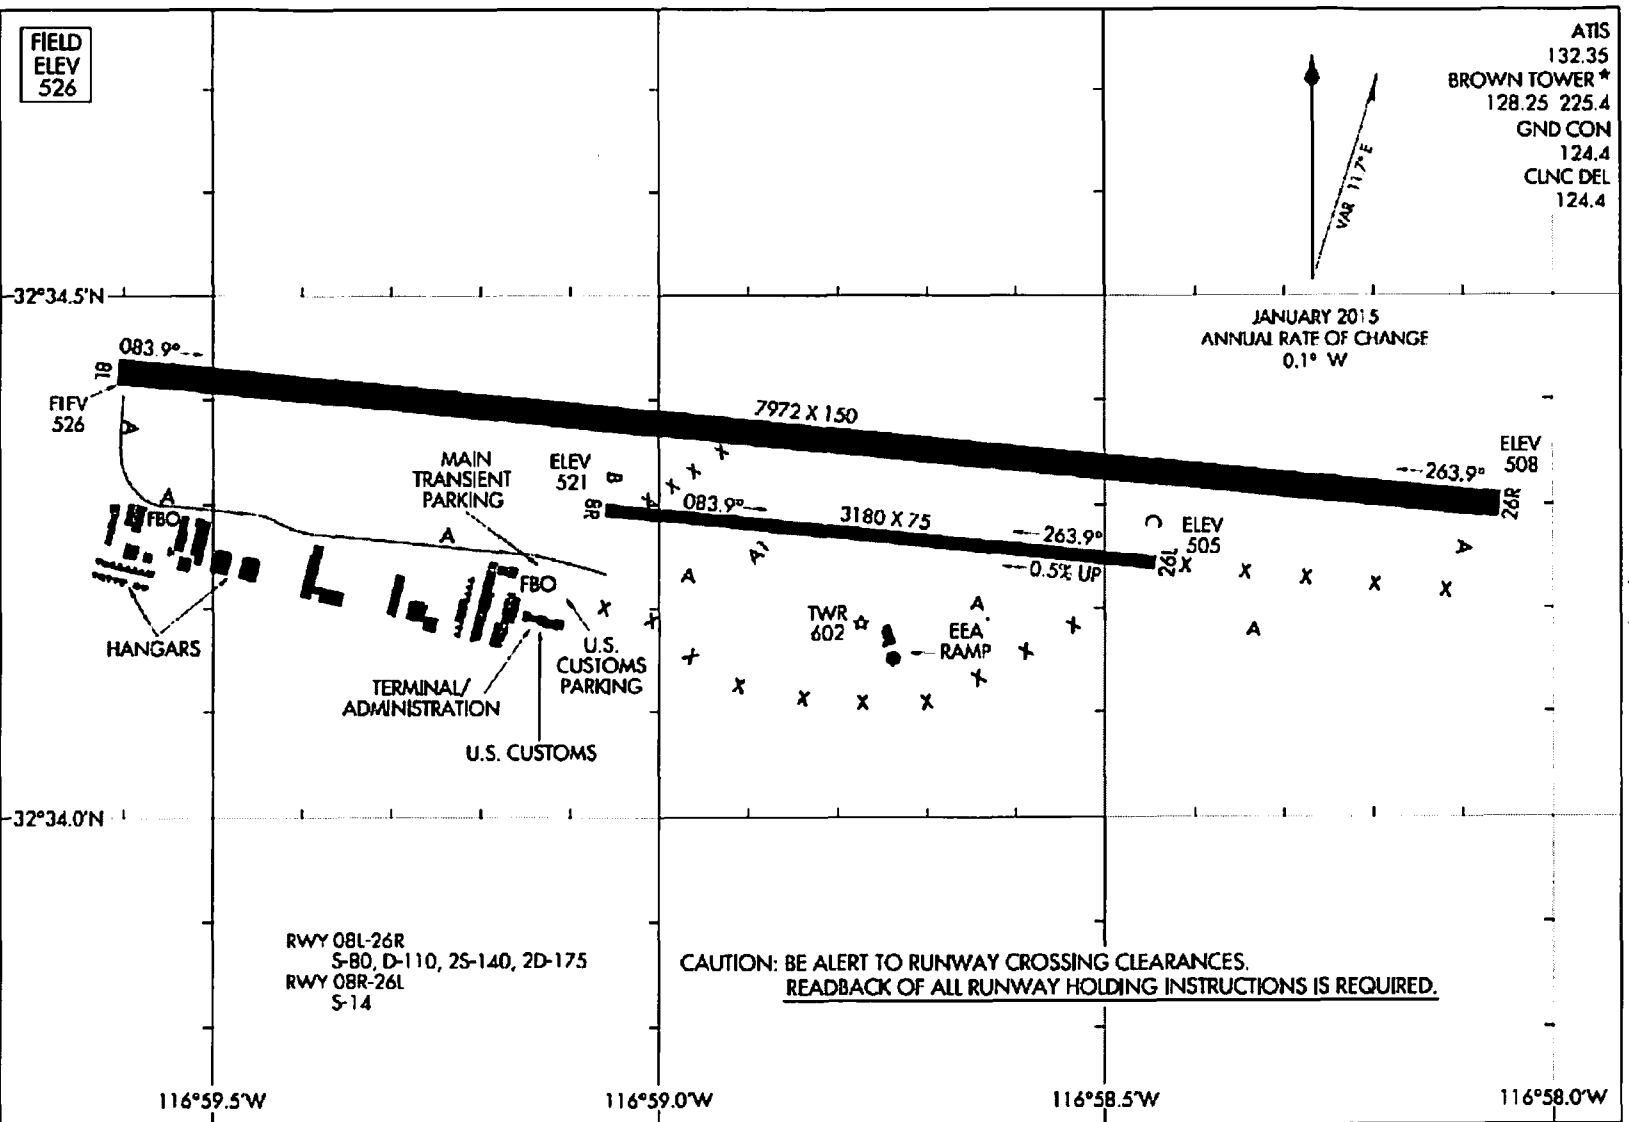 FIELD
ELEV
526
ATIS
132.35
BROWN TOWER *
128.25 225.4
GND CON
124.4
CLNC DEL
124.4
VAR 11.7° E
JANUARY 2015
ANNUAL RATE OF CHANGE
0.1° W
32°34.5'N
083.9°
8L
ELEV
526
7972 X 150
ELEV
508
263.9°
26R
A
A
A
MAIN
TRANSIENT
PARKING
ELEV
521
B
8R
083.9°
3180 X 75
263.9°
0.5% UP
26L
C
ELEV
505
A
A1
A
A
A
FBO
FBO
HANGARS
TWR
602
EEA
RAMP
U.S.
CUSTOMS
PARKING
TERMINAL/
ADMINISTRATION
U.S. CUSTOMS
X X X X X X X X X X X X X X X X X X X X
32°34.0'N
RWY 08L-26R
S-80, D-110, 2S-140, 2D-175
RWY 08R-26L
S-14
CAUTION: BE ALERT TO RUNWAY CROSSING CLEARANCES.
READBACK OF ALL RUNWAY HOLDING INSTRUCTIONS IS REQUIRED.
116°59.5'W
116°59.0'W
116°58.5'W
116°58.0'W